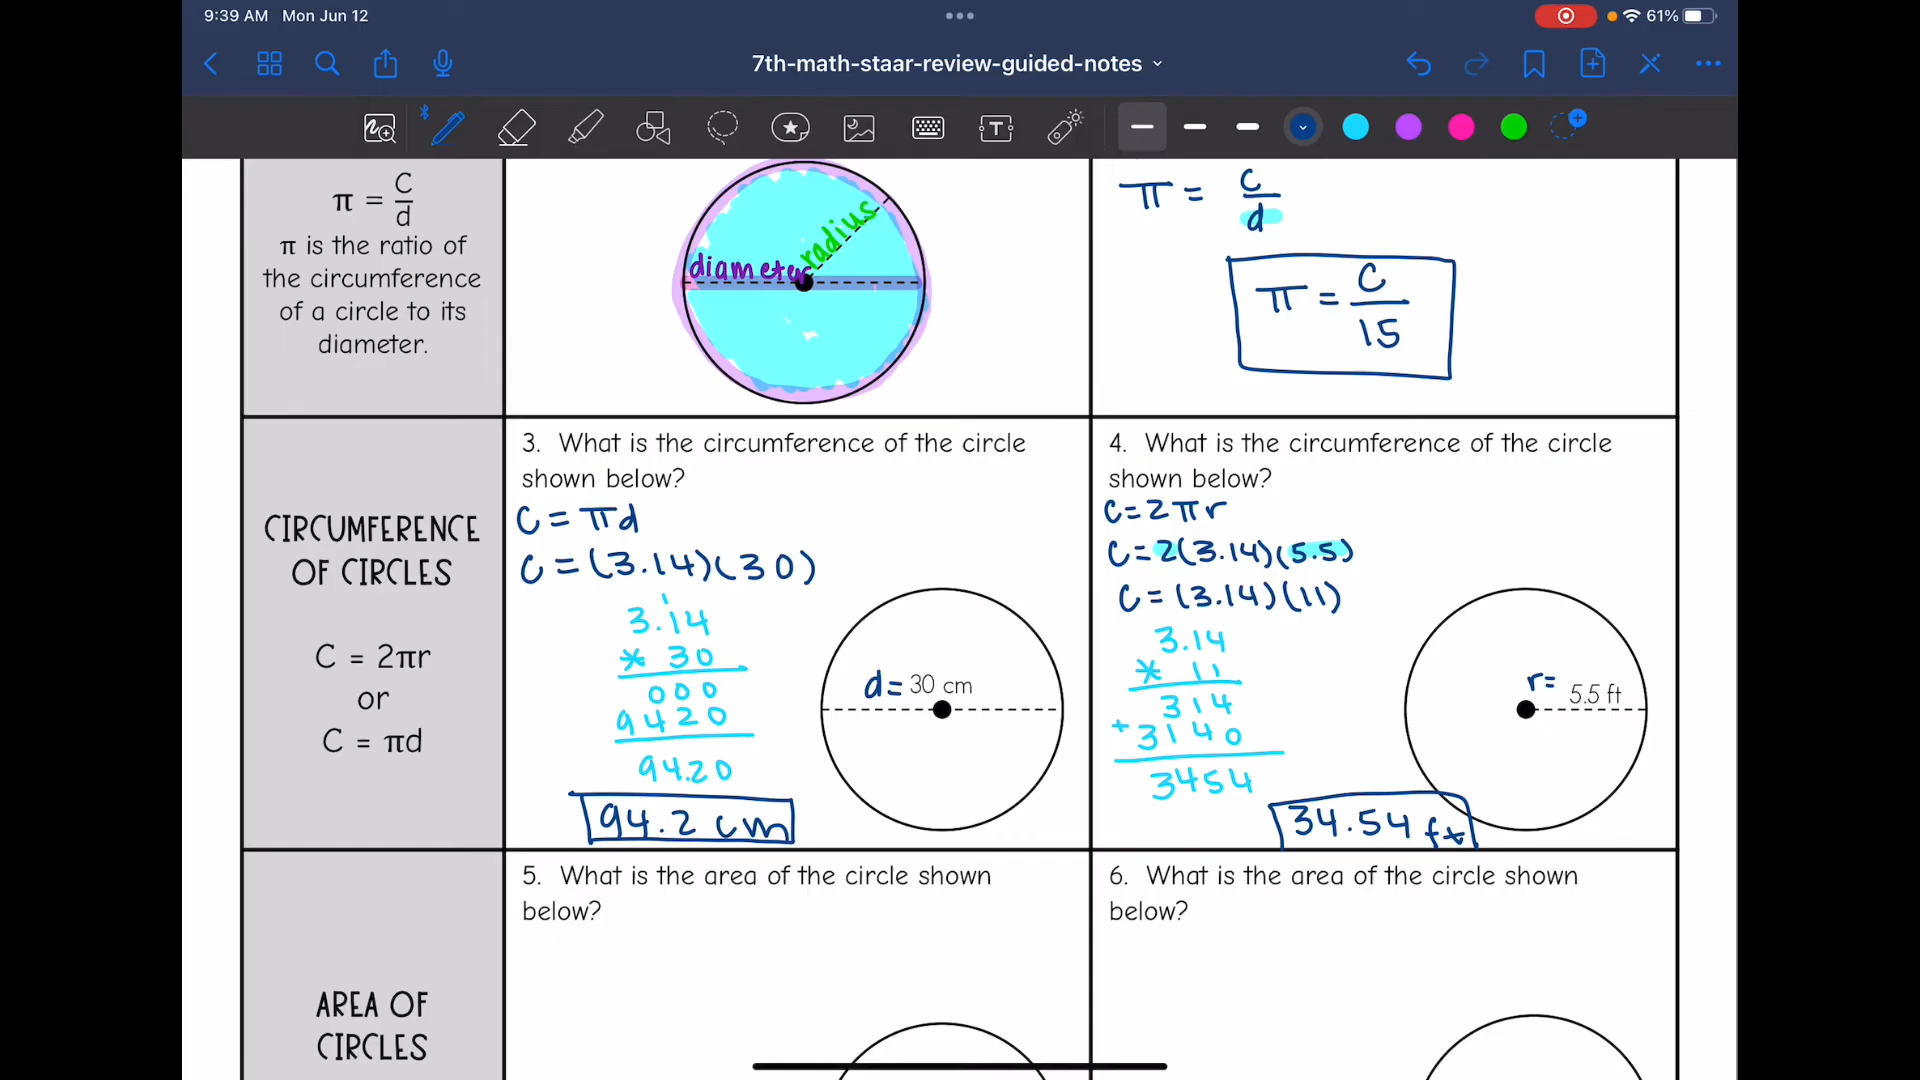 9:39 AM Mon Jun 12
61%
7th-math-staar-review-guided-notes
π = C/d
π is the ratio of
the circumference
of a circle to its
diameter.
diameter
radius
π = C/d
π = C/15
CIRCUMFERENCE
OF CIRCLES
C = 2πr
or
C = πd
3. What is the circumference of the circle
shown below?
C = πd
C = (3.14)(30)
1
3.14
* 30
000
9420
94.20
94.2 cm
d = 30 cm
4. What is the circumference of the circle
shown below?
C = 2πr
C = 2(3.14)(5.5)
C = (3.14)(11)
3.14
* 11
314
+ 3140
3454
34.54 ft
r = 5.5 ft
AREA OF
CIRCLES
5. What is the area of the circle shown
below?
6. What is the area of the circle shown
below?